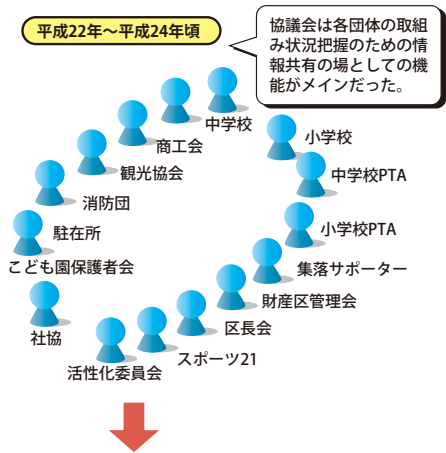 平成22年〜平成24年頃
協議会は各団体の取組
み状況把握のための情
報共有の場としての機
能がメインだった。
中学校
小学校
商工会
中学校PTA
観光協会
消防団
小学校PTA
駐在所
こども園保護者会
集落サポーター
財産区管理会
社協
区長会
スポーツ21
活性化委員会